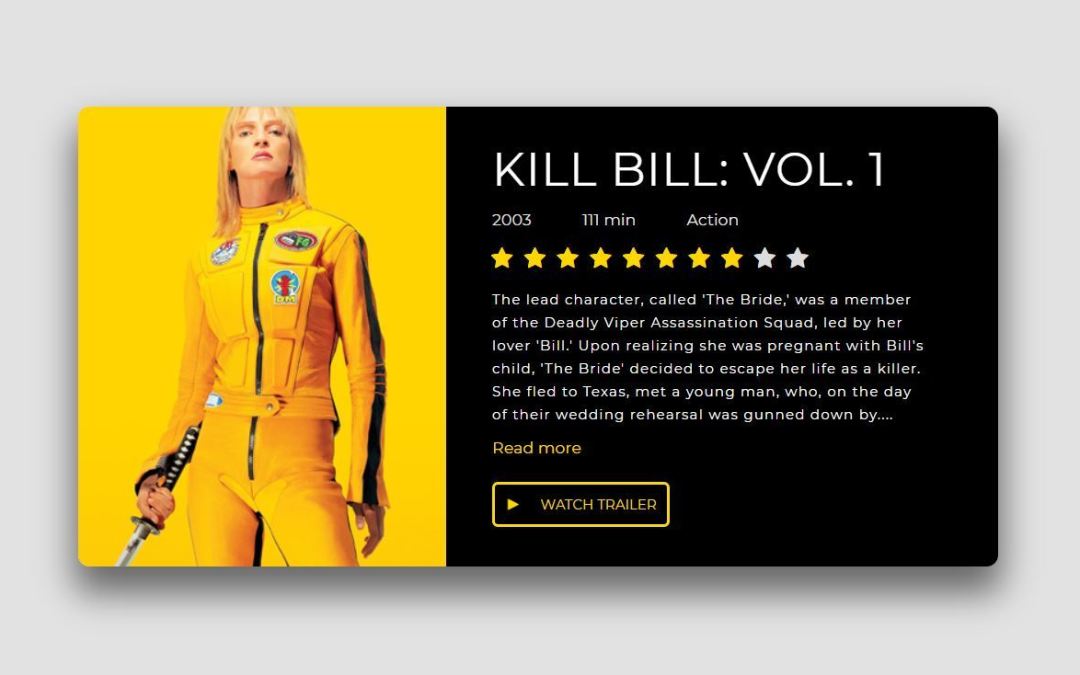 KILL BILL: VOL. 1
2003 111 min Action
The lead character, called 'The Bride,' was a member
of the Deadly Viper Assassination Squad, led by her
lover 'Bill.' Upon realizing she was pregnant with Bill's
child, 'The Bride' decided to escape her life as a killer.
She fled to Texas, met a young man, who, on the day
of their wedding rehearsal was gunned down by....
Read more
WATCH TRAILER